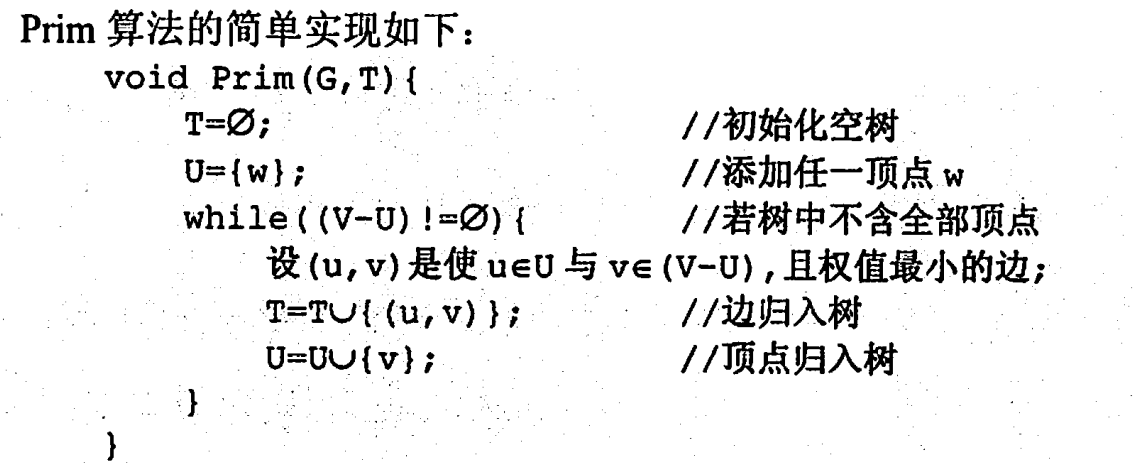 Prim 算法的简单实现如下：
void Prim(G,T){
T=∅; //初始化空树
U={w}; //添加任一顶点 w
while((V-U)!=∅){ //若树中不含全部顶点
设(u,v)是使 u∈U 与 v∈(V-U),且权值最小的边;
T=T∪{(u,v)}; //边归入树
U=U∪{v}; //顶点归入树
}
}